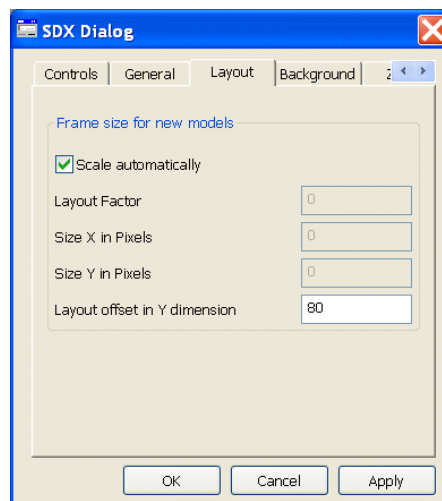 SDX Dialog
Controls General Layout Background
Frame size for new models
Scale automatically
Layout Factor 0
Size X in Pixels 0
Size Y in Pixels 0
Layout offset in Y dimension 80
OK Cancel Apply